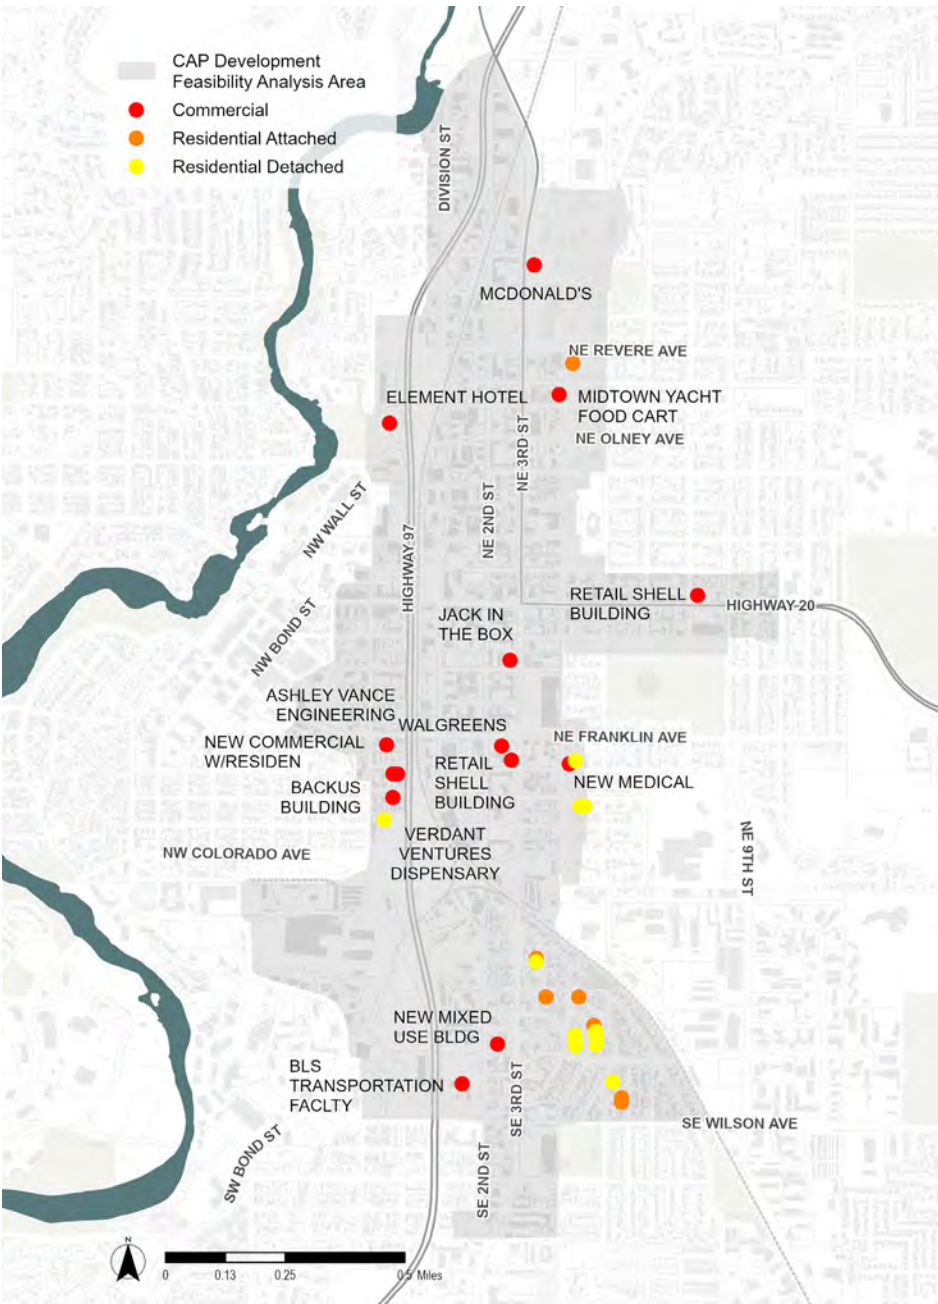 CAP Development
Feasibility Analysis Area
Commercial
Residential Attached
Residential Detached
DIVISION ST
MCDONALD'S
NE REVERE AVE
ELEMENT HOTEL
MIDTOWN YACHT
FOOD CART
NE OLNEY AVE
NE 3RD ST
NE 2ND ST
NW WALL ST
HIGHWAY 97
NW BOND ST
RETAIL SHELL
BUILDING
HIGHWAY 20
JACK IN
THE BOX
ASHLEY VANCE
ENGINEERING
WALGREENS
NEW COMMERCIAL
W/RESIDEN
NE FRANKLIN AVE
RETAIL
SHELL
BUILDING
NEW MEDICAL
BACKUS
BUILDING
VERDANT
VENTURES
DISPENSARY
NW COLORADO AVE
NE 9TH ST
NEW MIXED
USE BLDG
BLS
TRANSPORTATION
FACLTY
SE 3RD ST
SE WILSON AVE
SW BOND ST
SE 2ND ST
N
0 0.13 0.25 0.5 Miles